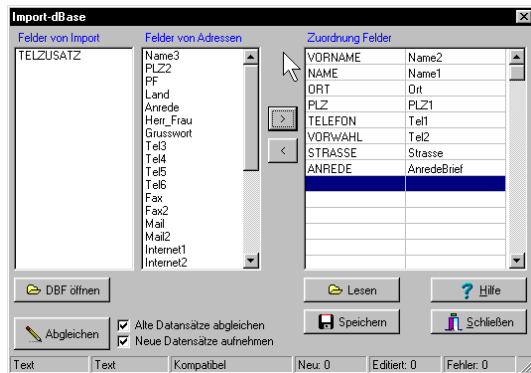 Import-dBase
Felder von Import
Felder von Adressen
Zuordnung Felder
TELZUSATZ
Name3
PLZ2
PF
Land
Anrede
Herr_Frau
Grusswort
Tel3
Tel4
Tel5
Tel6
Fax
Fax2
Mail
Mail2
Internet1
Internet2
>
<
VORNAME Name2
NAME Name1
ORT Ort
PLZ PLZ1
TELEFON Tel1
VORWAHL Tel2
STRASSE Strasse
ANREDE AnredeBrief
DBF öffnen
Lesen
? Hilfe
Abgleichen
Alte Datansätze abgleichen
Neue Datensätze aufnehmen
Speichern
Schließen
Text Text Kompatibel Neu: 0 Editiert: 0 Fehler: 0